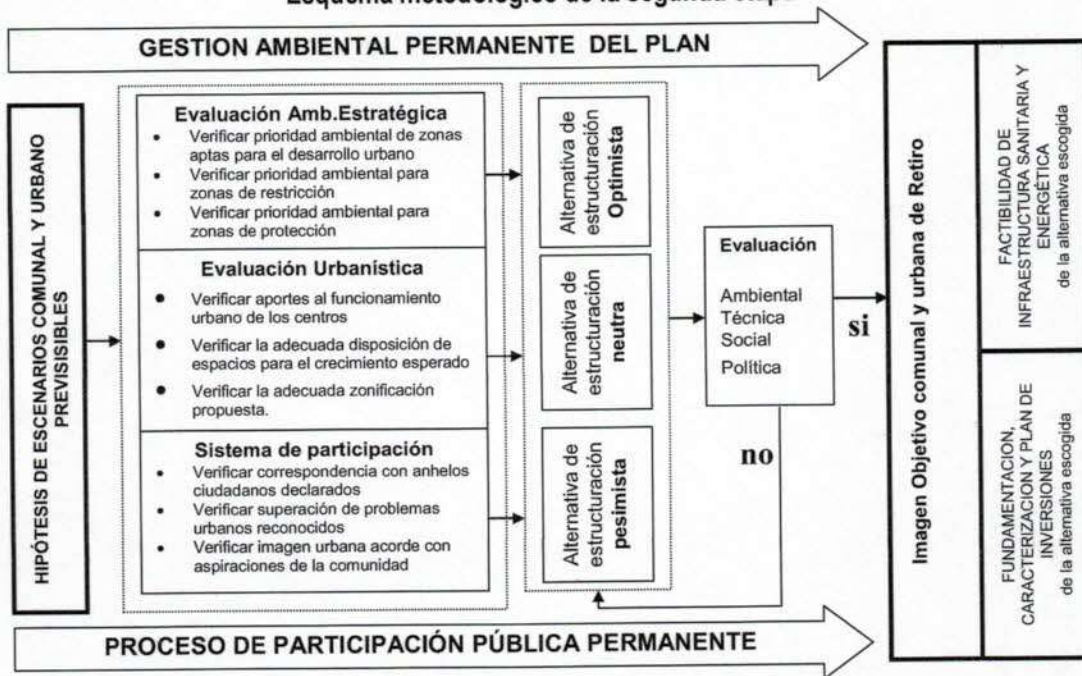 Esquema metodológico de la segunda etapa
GESTION AMBIENTAL PERMANENTE DEL PLAN
HIPÓTESIS DE ESCENARIOS COMUNAL Y URBANO
PREVISISIBLES
Evaluación Amb.Estratégica
• Verificar prioridad ambiental de zonas
aptas para el desarrollo urbano
• Verificar prioridad ambiental para
zonas de restricción
• Verificar prioridad ambiental para
zonas de protección
Evaluación Urbanística
• Verificar aportes al funcionamiento
urbano de los centros
• Verificar la adecuada disposición de
espacios para el crecimiento esperado
• Verificar la adecuada zonificación
propuesta.
Sistema de participación
• Verificar correspondencia con anhelos
ciudadanos declarados
• Verificar superación de problemas
urbanos reconocidos
• Verificar imagen urbana acorde con
aspiraciones de la comunidad
Alternativa de
estructuración
Optimista
Alternativa de
estructuración
neutra
Alternativa de
estructuración
pesimista
Evaluación
Ambiental
Técnica
Social
Política
si
no
Imagen Objetivo comunal y urbana de Retiro
FACTIBILIDAD DE
INFRAESTRUCTURA SANITARIA Y
ENERGÉTICA
de la alternativa escogida
FUNDAMENTACION,
CARACTERIZACION Y PLAN DE
INVERSIONES
de la alternativa escogida
PROCESO DE PARTICIPACIÓN PÚBLICA PERMANENTE